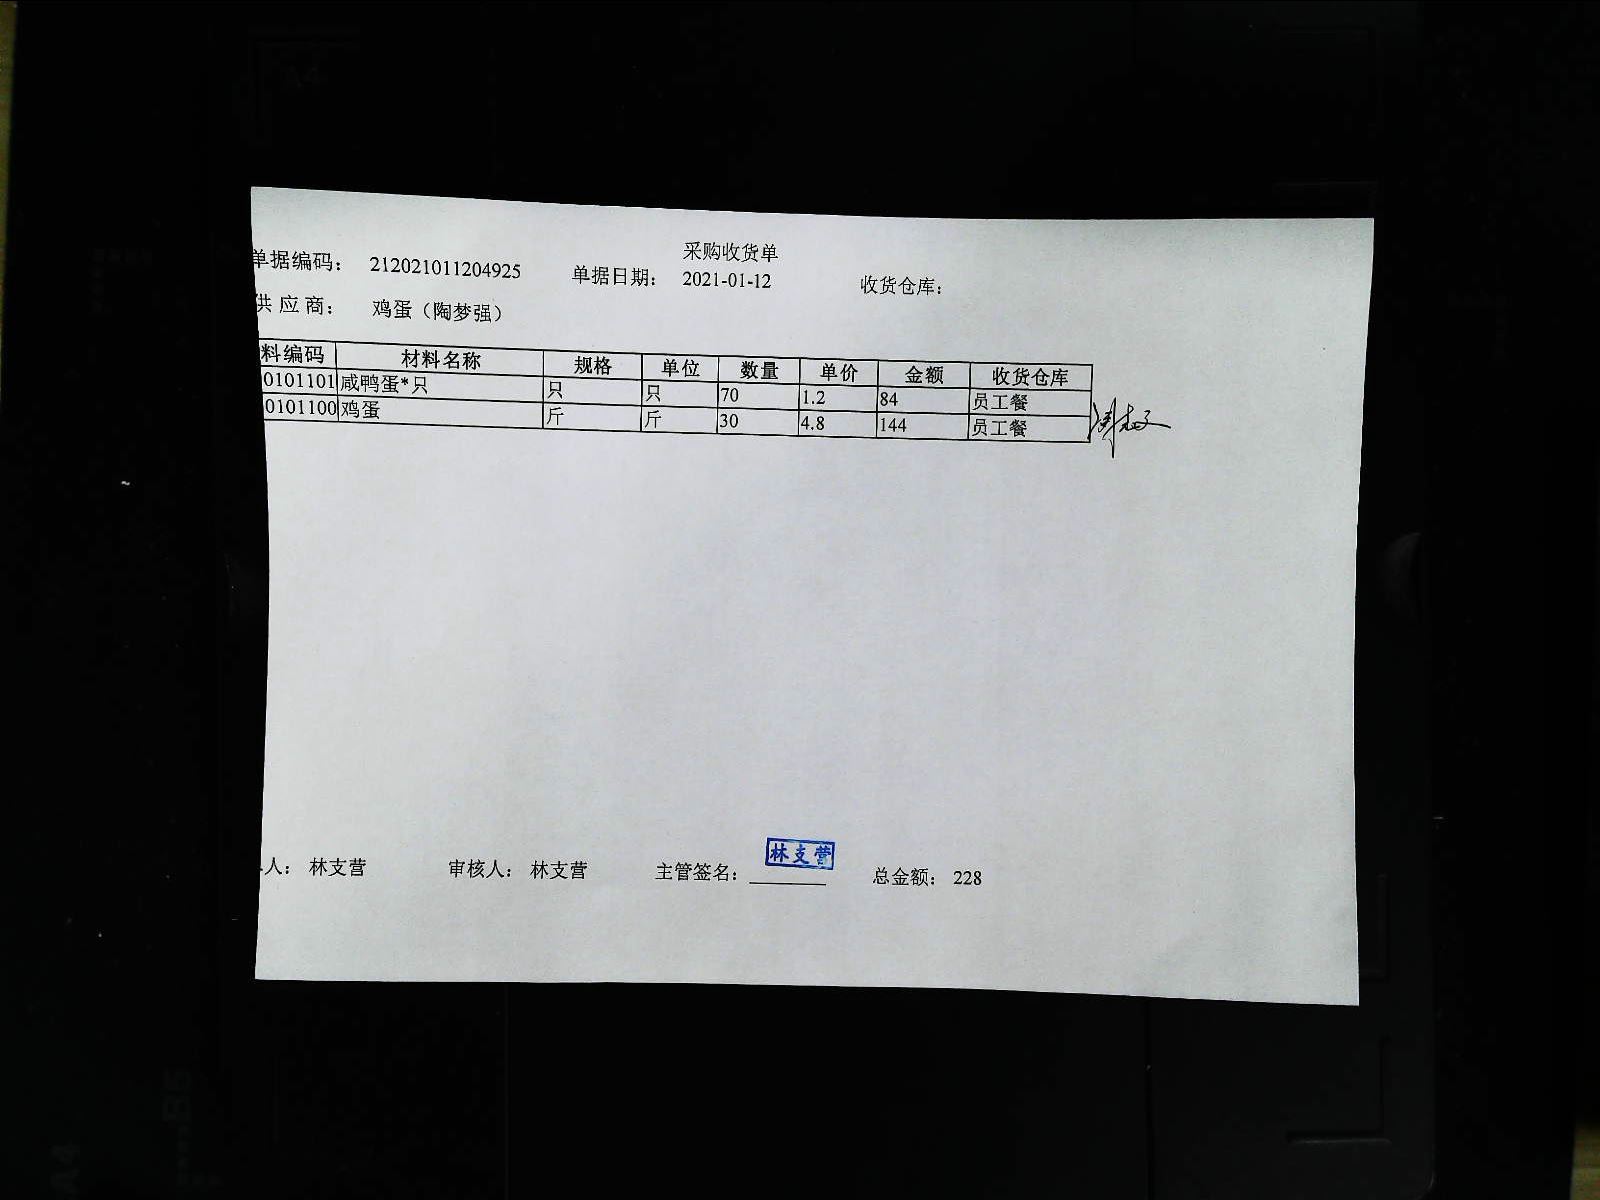 采购收货单
单据编码： 212021011204925 单据日期： 2021-01-12 收货仓库：
供 应 商： 鸡蛋（陶梦强）
料编码 材料名称 规格 单位 数量 单价 金额 收货仓库
0101101 咸鸭蛋*只 只 只 70 1.2 84 员工餐
0101100 鸡蛋 斤 斤 30 4.8 144 员工餐
林支营
人： 林支营 审核人： 林支营 主管签名： 总金额： 228
A4
B5
A4